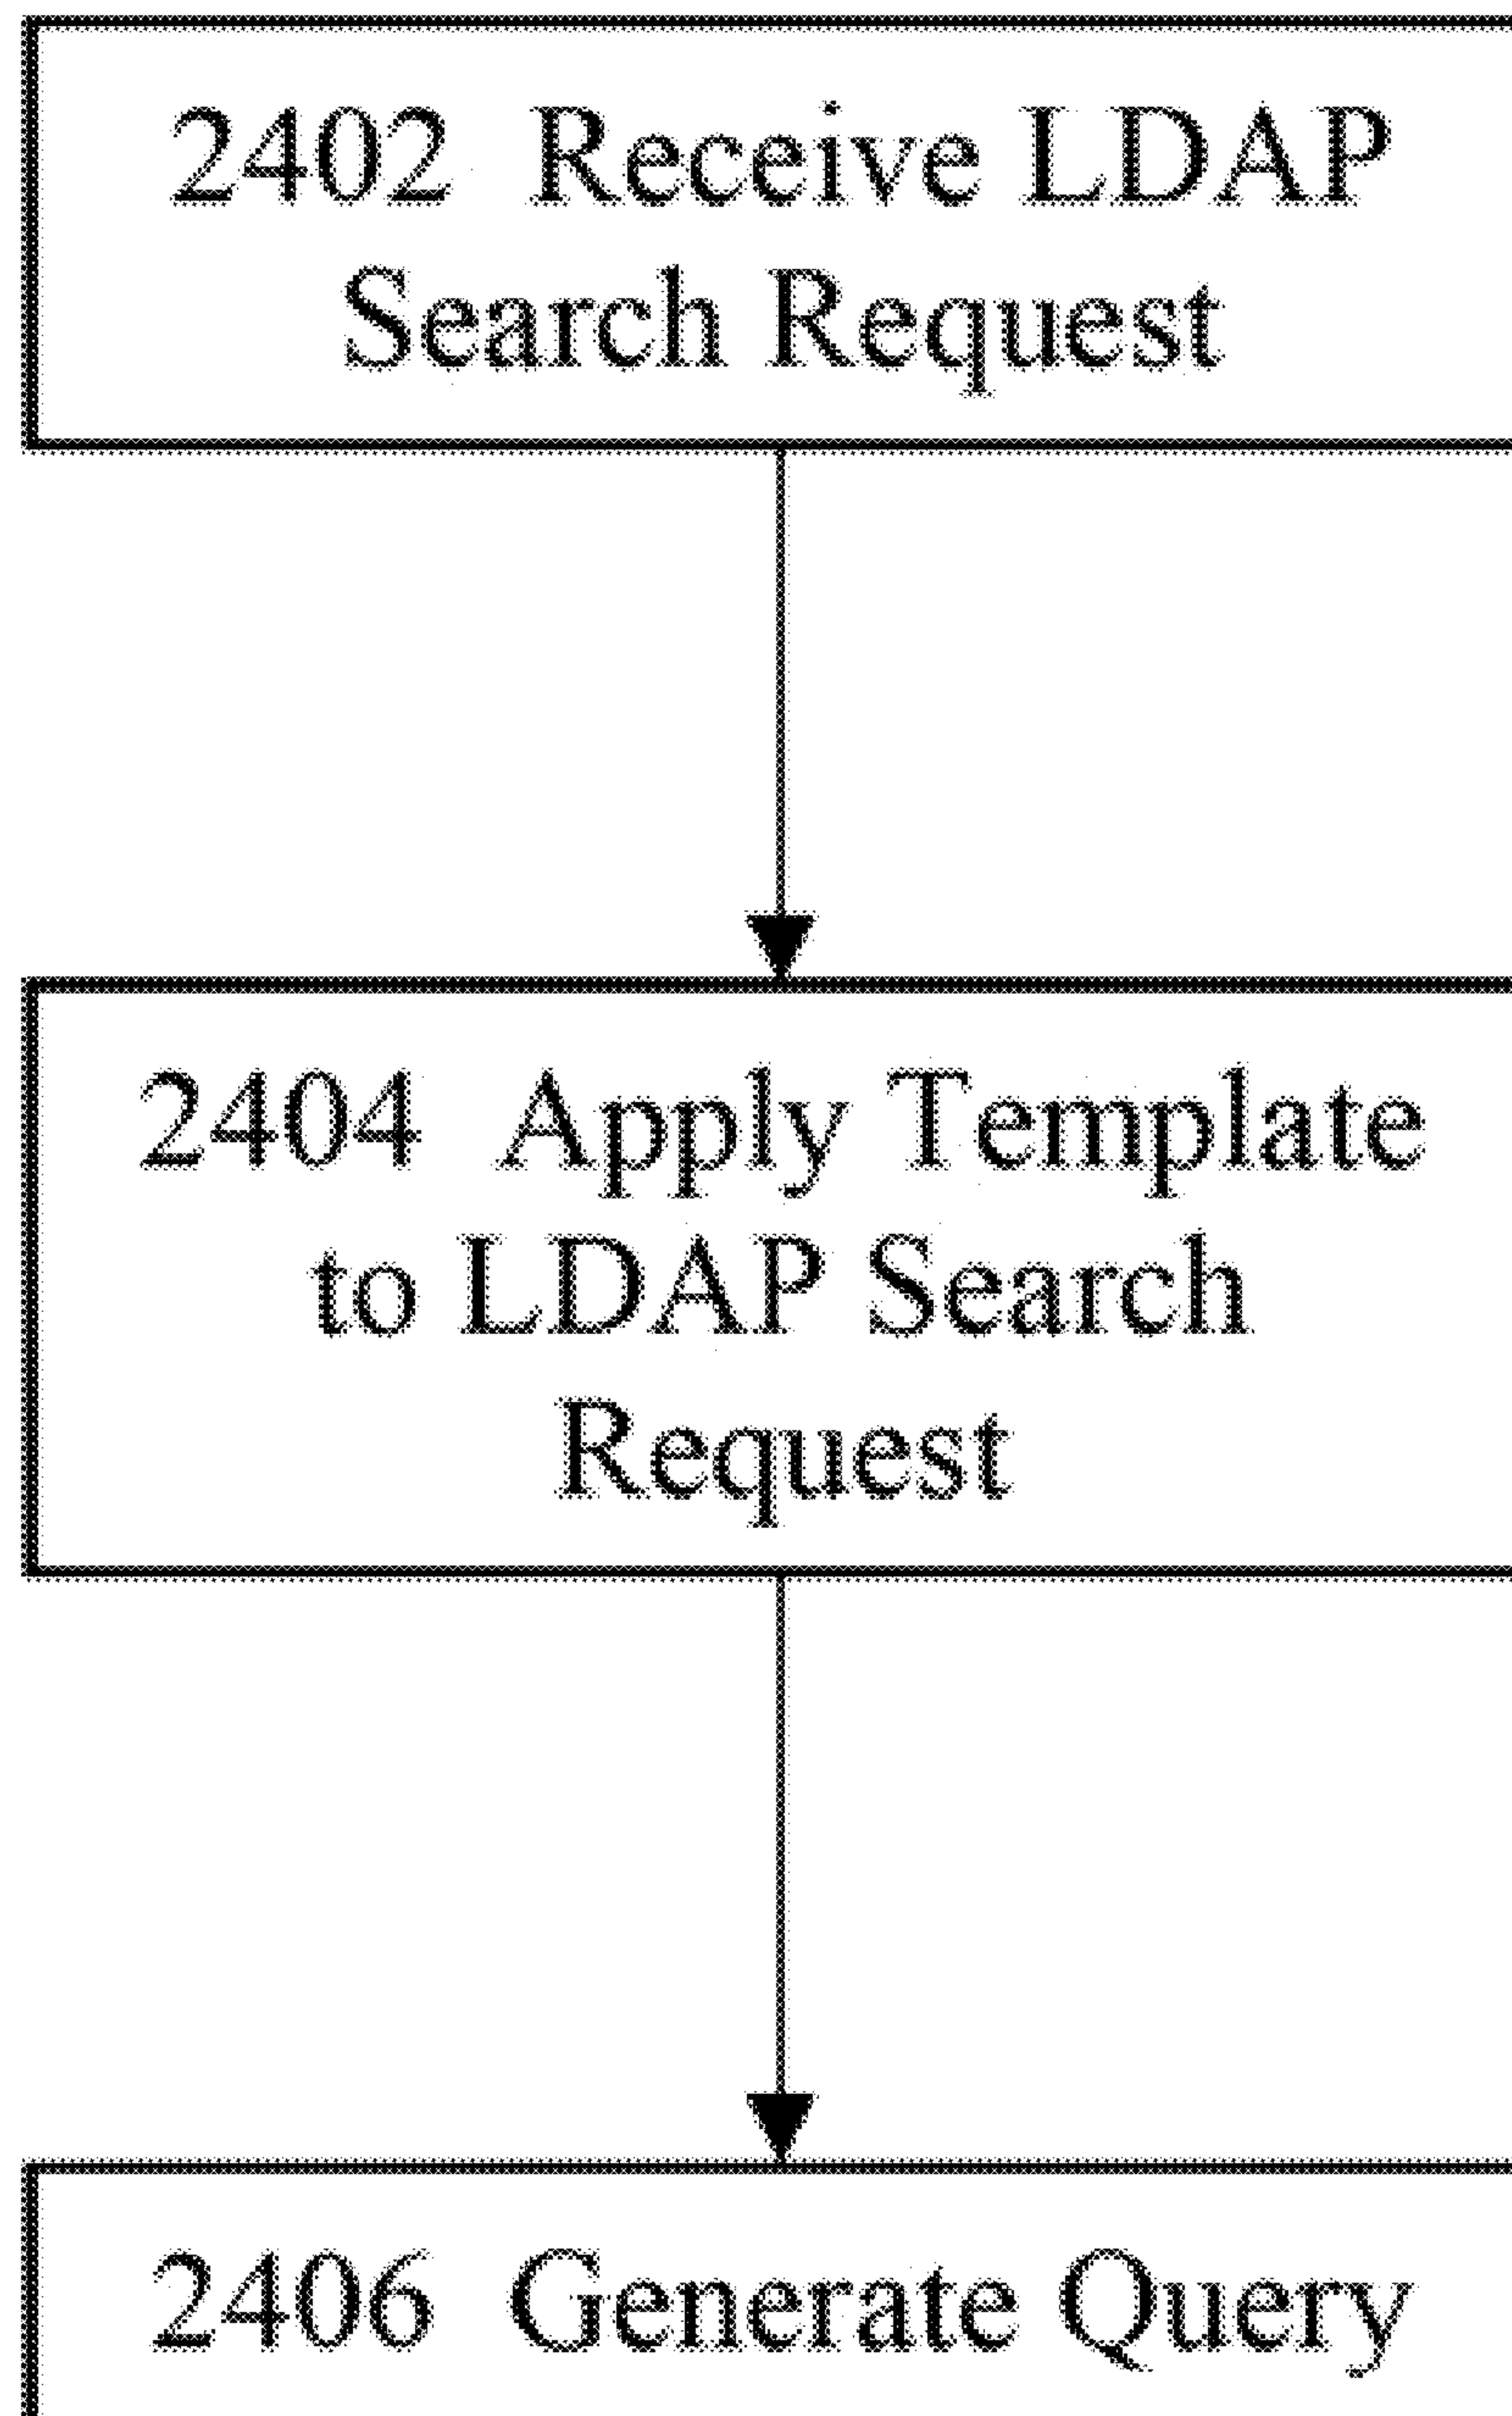 2402 Receive LDAP
Search Request
2404 Apply Template
to LDAP Search
Request
2406 Generate Query